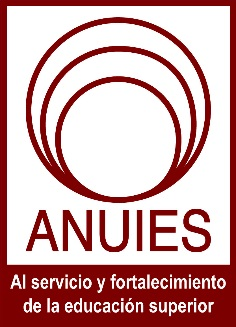 ANUIES
Al servicio y fortalecimiento
de la educación superior